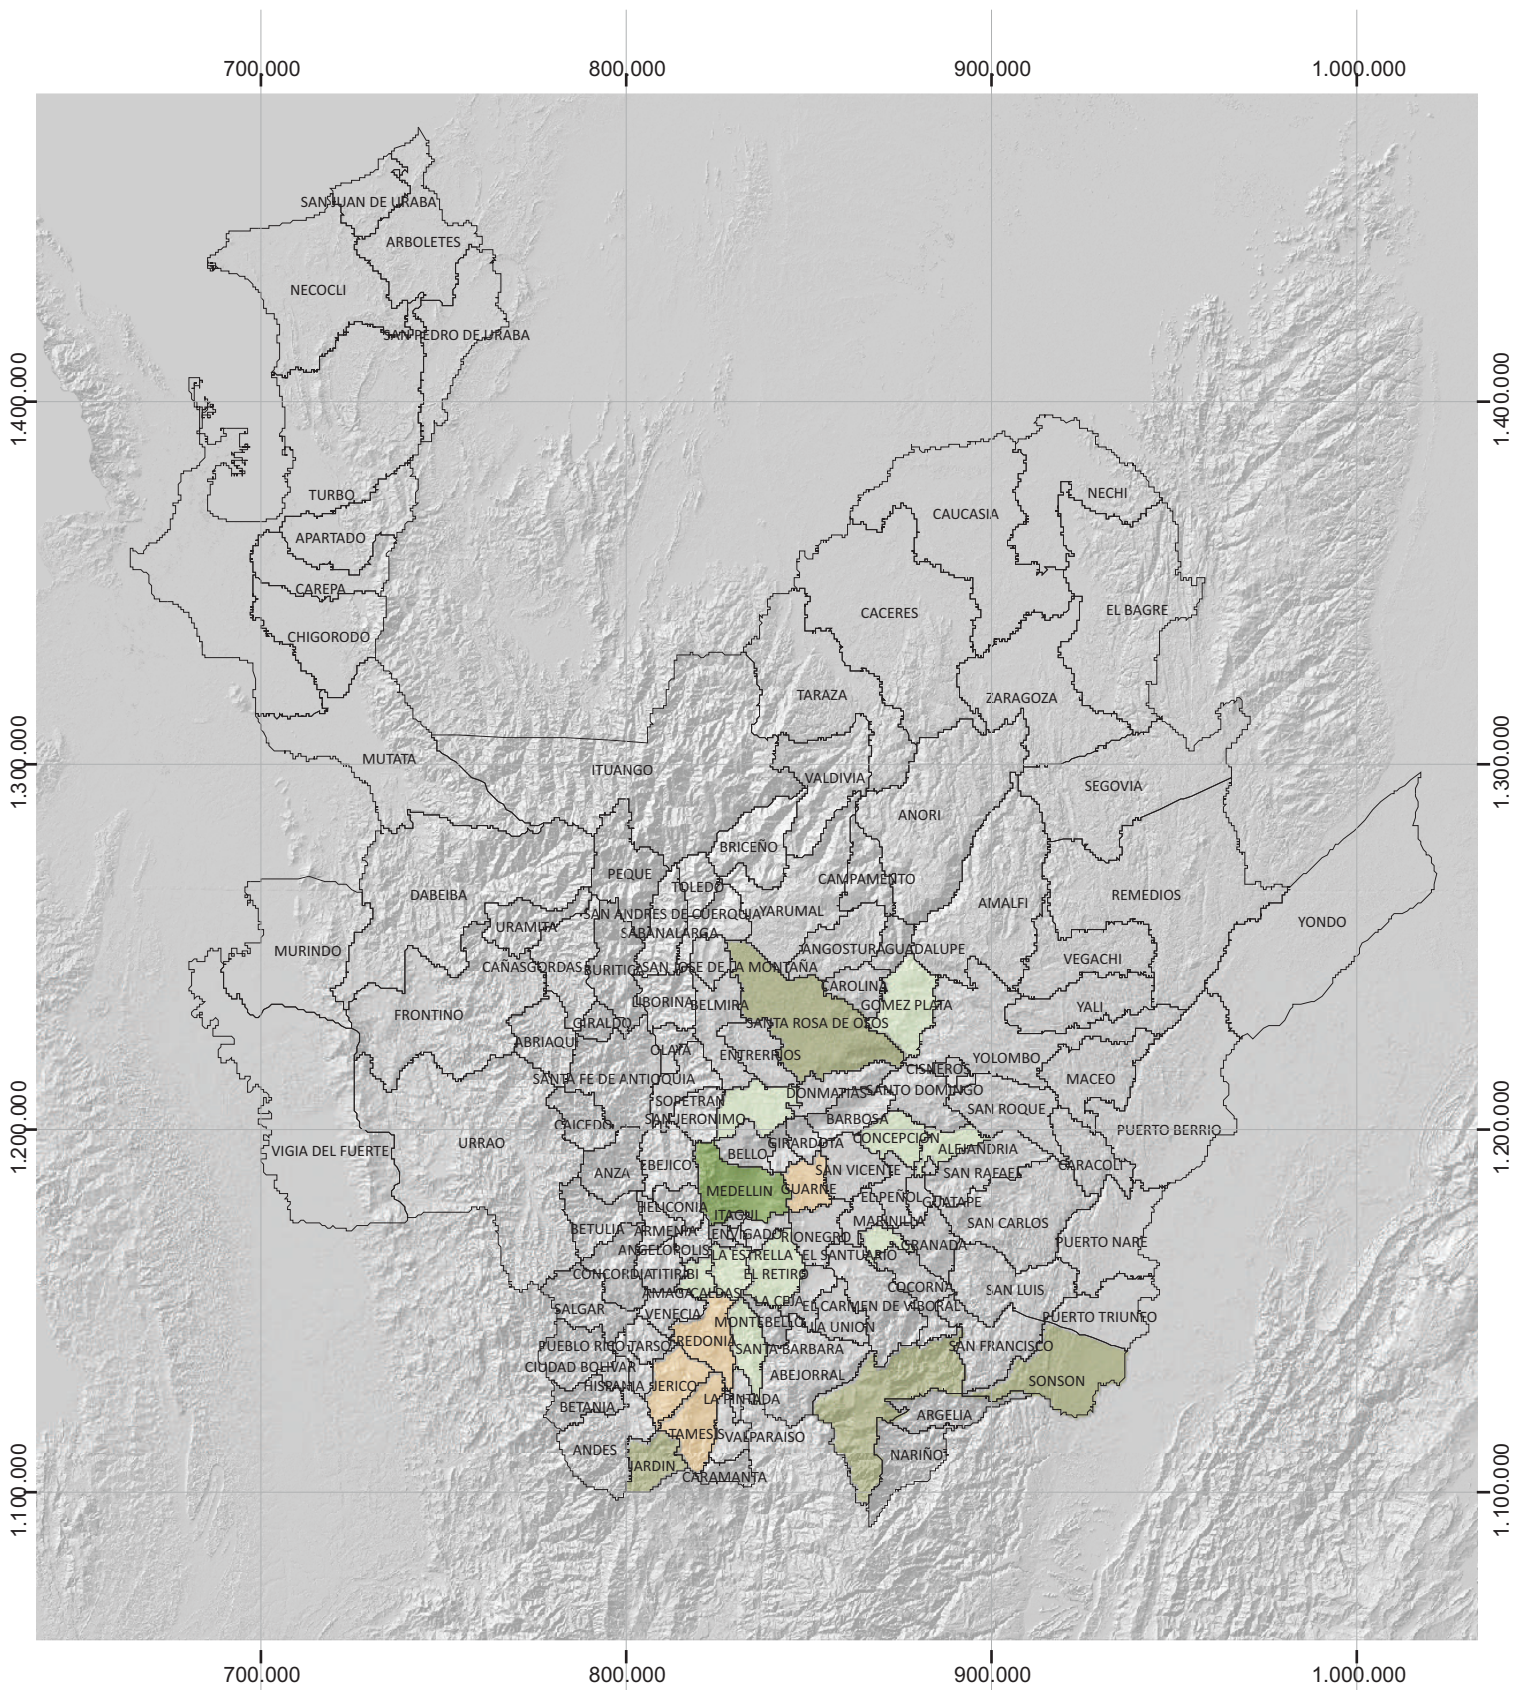 700.000 800.000 900.000 1.000.000
SAN JUAN DE URABA
ARBOLETES
NECOCLI
SAN PEDRO DE URABA
1.400.000 1.400.000
NECHI
TURBO
CAUCASIA
APARTADO
CAREPA
EL BAGRE
CACERES
CHIGORODO
TARAZA
ZARAGOZA
MUTATA
1.300.000 1.300.000
ITUANGO
VALDIVIA
SEGOVIA
ANORI
BRICEÑO
PEQUE
CAMPAMENTO
TOLEDO
DABEIBA
REMEDIOS
AMALFI
YARUMAL
SAN ANDRES DE CUERQUIA
YONDO
URAMITA
SABANALARGA
MURINDO
ANGOSTURA
GUADALUPE
VEGACHI
CAÑASGORDAS
BURITICA
SAN JOSE DE LA MONTAÑA
CAROLINA
LIBORINA
BELMIRA
GOMEZ PLATA
YALI
FRONTINO
GIRALDO
SANTA ROSA DE OSOS
ABRIAQUI
OLAYA
ENTRERRIOS
YOLOMBO
CISNEROS
SANTA FE DE ANTIOQUIA
MACEO
DONMATIAS
SANTO DOMINGO
SOPETRAN
SAN ROQUE
SAN JERONIMO
BARBOSA
CAICEDO
PUERTO BERRIO
1.200.000 1.200.000
CONCEPCION
URRAO
GIRARDOTA
VIGIA DEL FUERTE
ALEJANDRIA
BELLO
EBEJICO
CARACOLI
ANZA
SAN VICENTE
SAN RAFAEL
MEDELLIN
GUARNE
EL PEÑOL
GUATAPE
HELICONIA
ITAGUI
MARINILLA
SAN CARLOS
BETULIA
ARMENIA
ENVIGADO
RIONEGRO
PUERTO NARE
GRANADA
ANGELOPOLIS
LA ESTRELLA
EL SANTUARIO
CONCORDIA
TITIRIBI
EL RETIRO
COCORNA
SAN LUIS
AMAGA
CALDAS
LA CEJA
EL CARMEN DE VIBORAL
SALGAR
VENECIA
PUERTO TRIUNFO
MONTEBELLO
LA UNION
FREDONIA
PUEBLO RICO
TARSO
SANTA BARBARA
SAN FRANCISCO
CIUDAD BOLIVAR
ABEJORRAL
SONSON
HISPANIA
JERICO
LA PINTADA
BETANIA
ARGELIA
TAMESIS
VALPARAISO
ANDES
NARIÑO
JARDIN
CARAMANTA
1.100.000 1.100.000
700.000 800.000 900.000 1.000.000